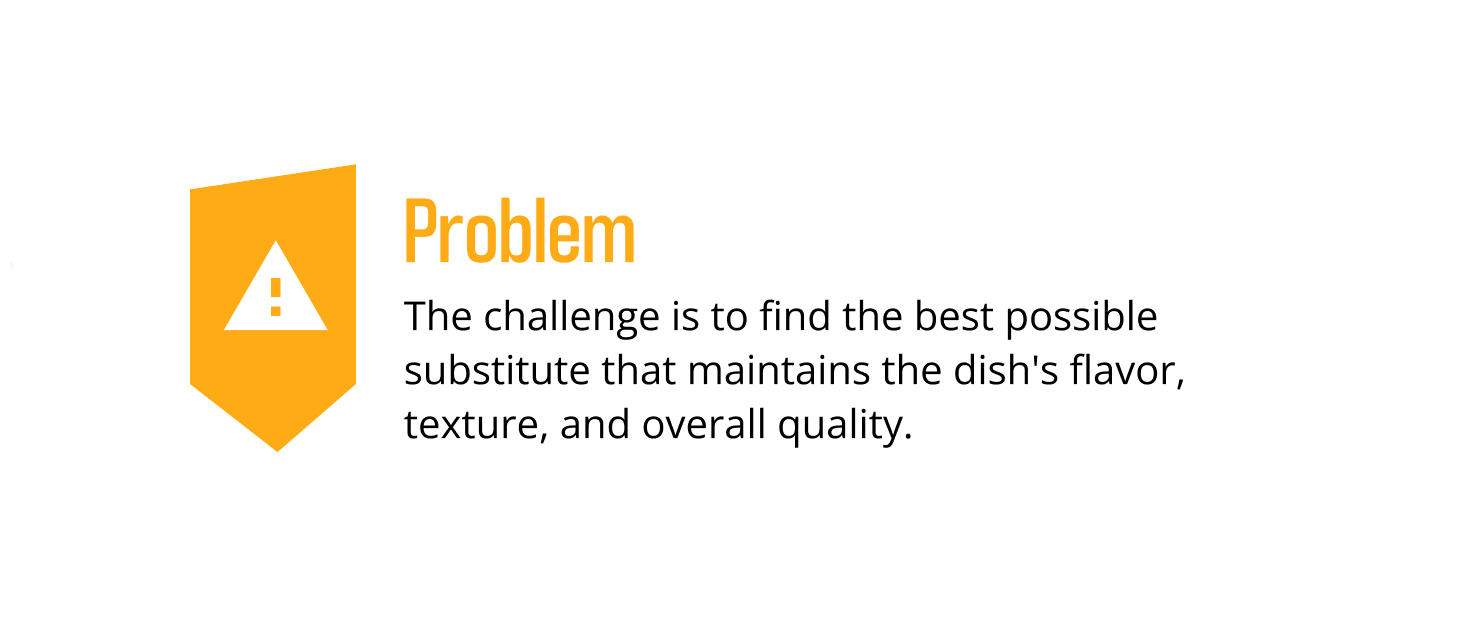 Problem
The challenge is to find the best possible
substitute that maintains the dish's flavor,
texture, and overall quality.